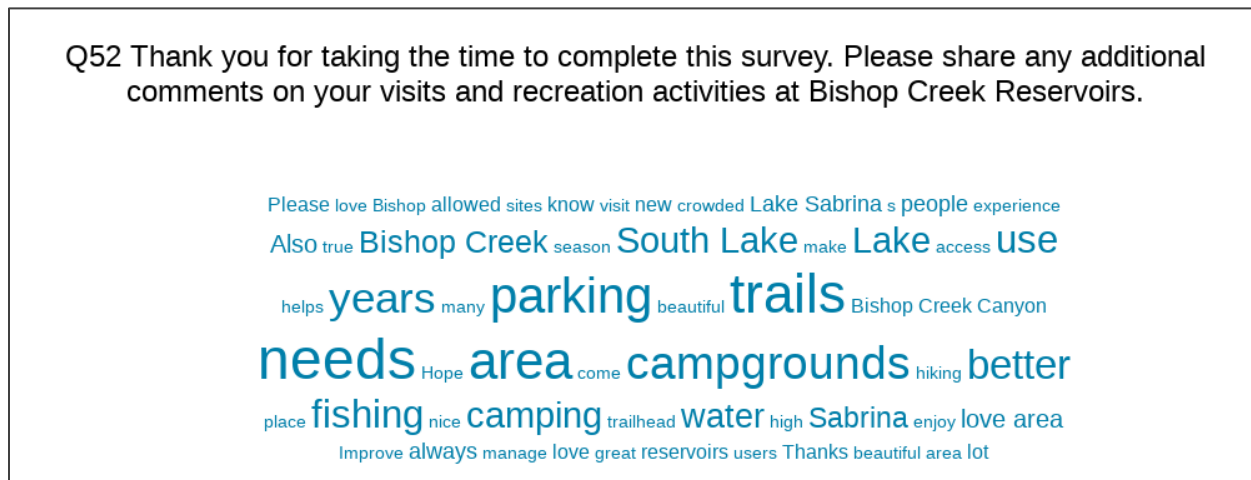 Q52 Thank you for taking the time to complete this survey. Please share any additional
comments on your visits and recreation activities at Bishop Creek Reservoirs.
Please love Bishop allowed sites know visit new crowded Lake Sabrina s people experience
Also true Bishop Creek season South Lake make Lake access use
helps years many parking beautiful trails Bishop Creek Canyon
needs Hope area come campgrounds hiking better
place fishing nice camping trailhead water high Sabrina enjoy love area
Improve always manage love great reservoirs users Thanks beautiful area lot